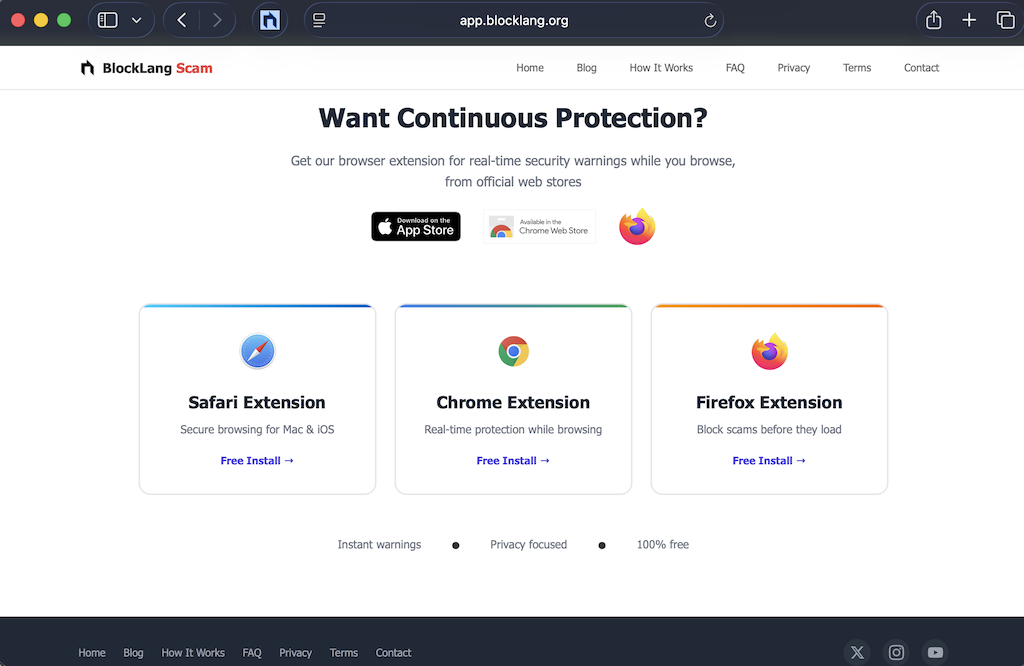 app.blocklang.org
BlockLang Scam
Home Blog How It Works FAQ Privacy Terms Contact
Want Continuous Protection?
Get our browser extension for real-time security warnings while you browse,
from official web stores
Download on the
App Store
Available in the
Chrome Web Store
Safari Extension
Secure browsing for Mac & iOS
Free Install →
Chrome Extension
Real-time protection while browsing
Free Install →
Firefox Extension
Block scams before they load
Free Install →
Instant warnings ● Privacy focused ● 100% free
Home Blog How It Works FAQ Privacy Terms Contact